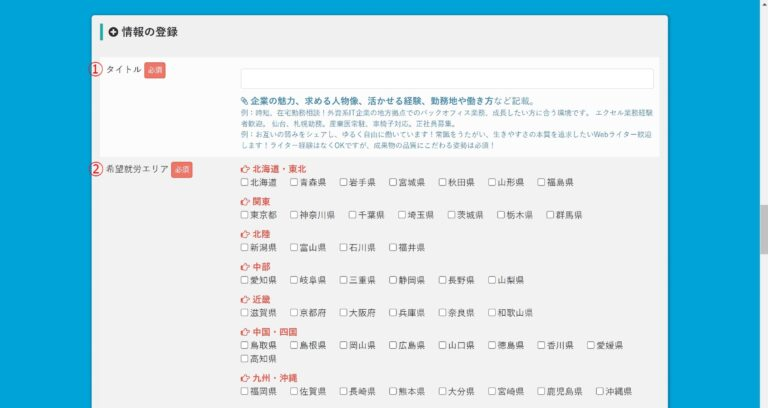 情報の登録
① タイトル 必須
企業の魅力、求める人物像、活かせる経験、勤務地や働き方など記載。
例：時短、在宅勤務相談！外資系IT企業の地方拠点でのバックオフィス業務、成長したい方に合う環境です。 エクセル業務経験
者歓迎。 仙台、札幌勤務。産業医常駐、車椅子対応。正社員募集。
例：お互いの弱みをシェアし、ゆるく自由に働いています！常識をうたがい、生きやすさの本質を追求したいWebライター歓迎
します！ライター経験はなくOKですが、成果物の品質にこだわる姿勢は必須！
② 希望就労エリア 必須
北海道・東北
北海道 青森県 岩手県 宮城県 秋田県 山形県 福島県
関東
東京都 神奈川県 千葉県 埼玉県 茨城県 栃木県 群馬県
北陸
新潟県 富山県 石川県 福井県
中部
愛知県 岐阜県 三重県 静岡県 長野県 山梨県
近畿
滋賀県 京都府 大阪府 兵庫県 奈良県 和歌山県
中国・四国
鳥取県 島根県 岡山県 広島県 山口県 徳島県 香川県 愛媛県
高知県
九州・沖縄
福岡県 佐賀県 長崎県 熊本県 大分県 宮崎県 鹿児島県 沖縄県